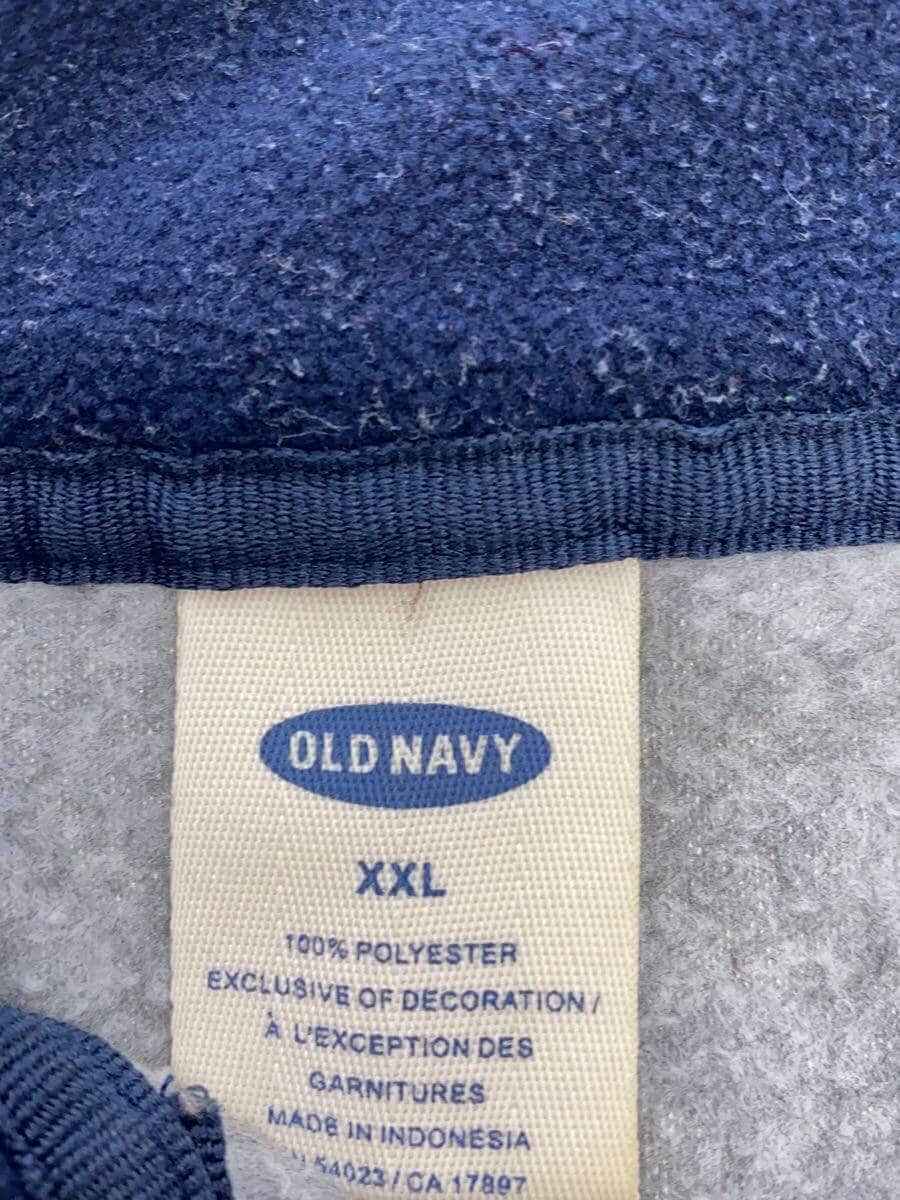 OLD NAVY
XXL
100% POLYESTER
EXCLUSIVE OF DECORATION /
À L'EXCEPTION DES
GARNITURES
MADE IN INDONESIA
54023 / CA 17897